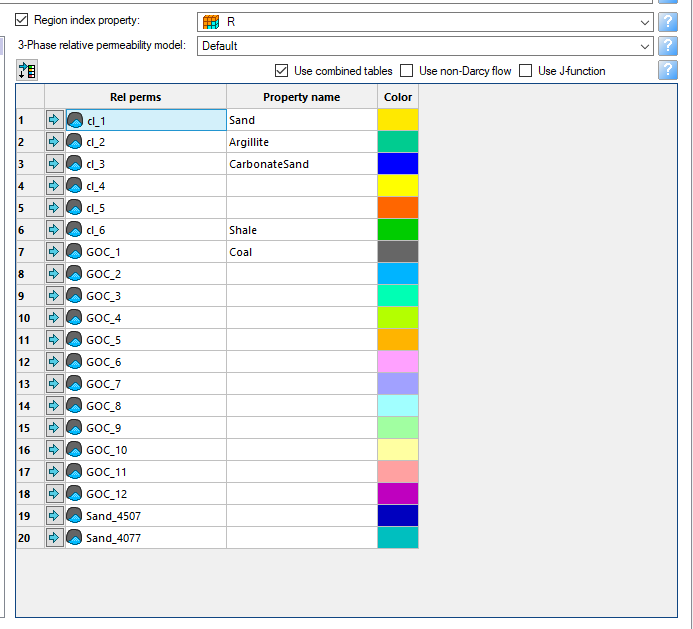 Region index property: R ?
3-Phase relative permeability model: Default ?
Use combined tables Use non-Darcy flow Use J-function ?
Rel perms Property name Color
1 cl_1 Sand
2 cl_2 Argillite
3 cl_3 CarbonateSand
4 cl_4
5 cl_5
6 cl_6 Shale
7 GOC_1 Coal
8 GOC_2
9 GOC_3
10 GOC_4
11 GOC_5
12 GOC_6
13 GOC_7
14 GOC_8
15 GOC_9
16 GOC_10
17 GOC_11
18 GOC_12
19 Sand_4507
20 Sand_4077